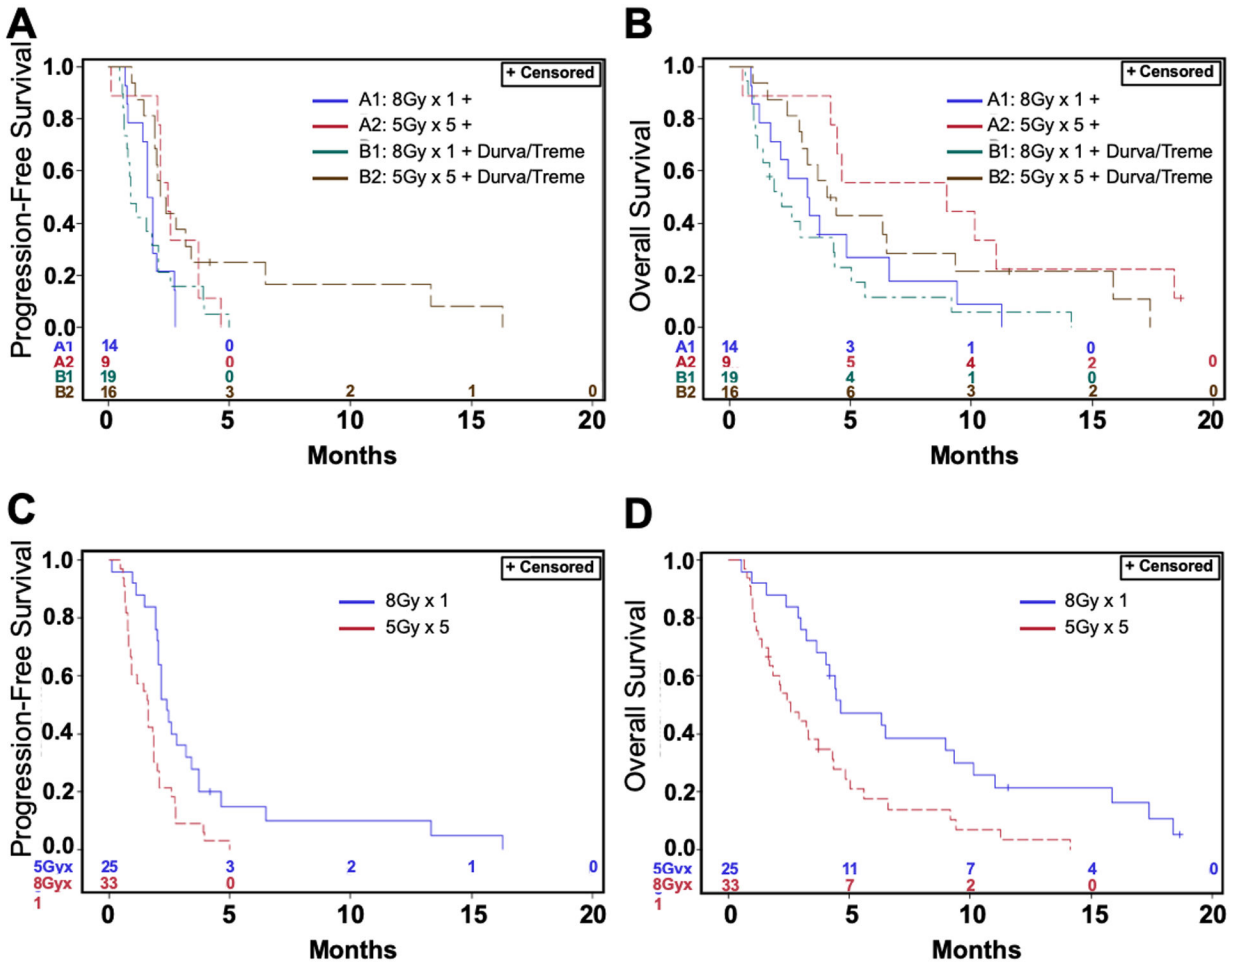 A
Progression-Free Survival
1.0
0.8
0.6
0.4
0.2
0.0
+ Censored
A1: 8Gy x 1 +
A2: 5Gy x 5 +
B1: 8Gy x 1 + Durva/Treme
B2: 5Gy x 5 + Durva/Treme
A1 14 0
A2 9 0
B1 19 0
B2 16 3 2 1 0
0 5 10 15 20
Months
B
Overall Survival
1.0
0.8
0.6
0.4
0.2
0.0
+ Censored
A1: 8Gy x 1 +
A2: 5Gy x 5 +
B1: 8Gy x 1 + Durva/Treme
B2: 5Gy x 5 + Durva/Treme
A1 14 3 1 0
A2 9 5 4 2 0
B1 19 4 1 0
B2 16 6 3 2 0
0 5 10 15 20
Months
C
Progression-Free Survival
1.0
0.8
0.6
0.4
0.2
0.0
+ Censored
8Gy x 1
5Gy x 5
5Gyx 25 3 2 1 0
8Gyx 33 0
1
0 5 10 15 20
Months
D
Overall Survival
1.0
0.8
0.6
0.4
0.2
0.0
+ Censored
8Gy x 1
5Gy x 5
5Gyx 25 11 7 4 0
8Gyx 33 7 2 0
1
0 5 10 15 20
Months